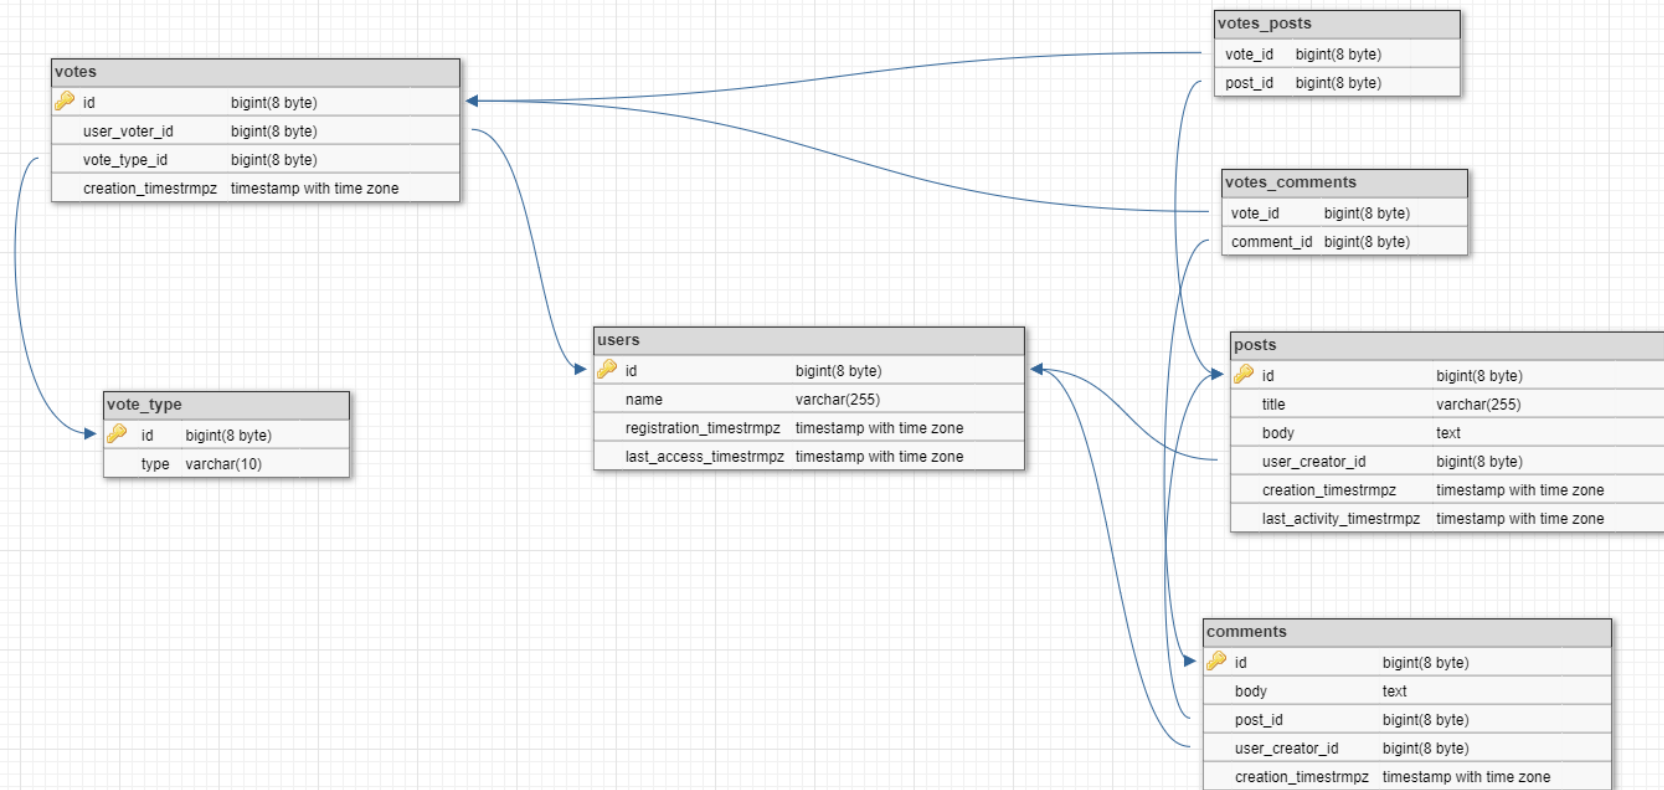 votes
id bigint(8 byte)
user_voter_id bigint(8 byte)
vote_type_id bigint(8 byte)
creation_timestrmpz timestamp with time zone
vote_type
id bigint(8 byte)
type varchar(10)
users
id bigint(8 byte)
name varchar(255)
registration_timestrmpz timestamp with time zone
last_access_timestrmpz timestamp with time zone
votes_posts
vote_id bigint(8 byte)
post_id bigint(8 byte)
votes_comments
vote_id bigint(8 byte)
comment_id bigint(8 byte)
posts
id bigint(8 byte)
title varchar(255)
body text
user_creator_id bigint(8 byte)
creation_timestrmpz timestamp with time zone
last_activity_timestrmpz timestamp with time zone
comments
id bigint(8 byte)
body text
post_id bigint(8 byte)
user_creator_id bigint(8 byte)
creation_timestrmpz timestamp with time zone